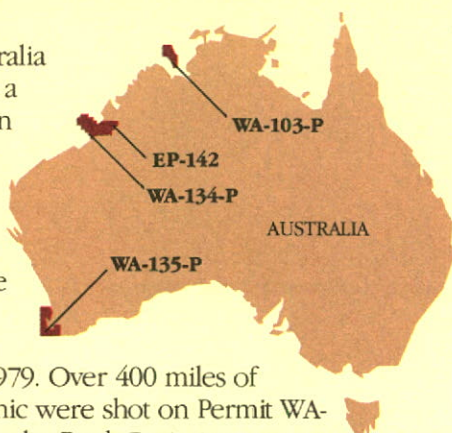 ralia
a
n
WA-103-P
EP-142
WA-134-P
AUSTRALIA
WA-135-P
e
979. Over 400 miles of
nic were shot on Permit WA-